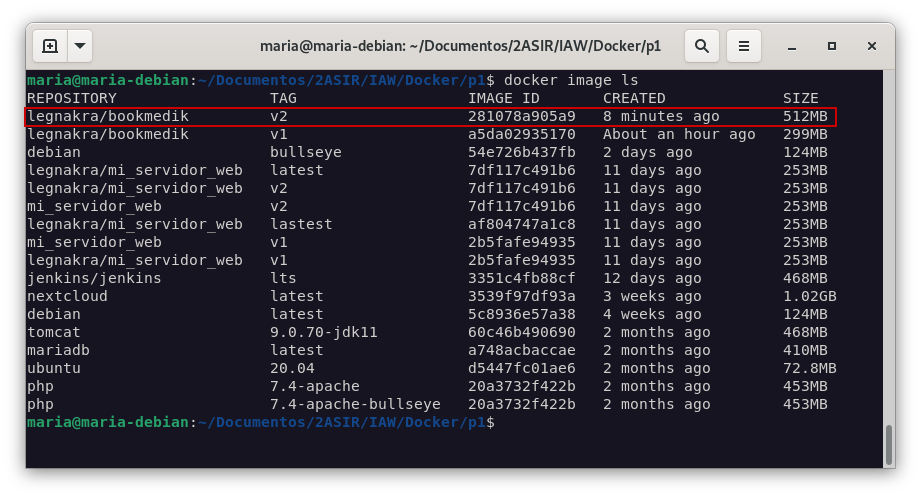 maria@maria-debian: ~/Documentos/2ASIR/IAW/Docker/p1
maria@maria-debian:~/Documentos/2ASIR/IAW/Docker/p1$ docker image ls
REPOSITORY TAG IMAGE ID CREATED SIZE
legnakra/bookmedik v2 281078a905a9 8 minutes ago 512MB
legnakra/bookmedik v1 a5da02935170 About an hour ago 299MB
debian bullseye 54e726b437fb 2 days ago 124MB
legnakra/mi_servidor_web latest 7df117c491b6 11 days ago 253MB
legnakra/mi_servidor_web v2 7df117c491b6 11 days ago 253MB
mi_servidor_web v2 7df117c491b6 11 days ago 253MB
legnakra/mi_servidor_web lastest af804747a1c8 11 days ago 253MB
mi_servidor_web v1 2b5fafe94935 11 days ago 253MB
legnakra/mi_servidor_web v1 2b5fafe94935 11 days ago 253MB
jenkins/jenkins lts 3351c4fb88cf 12 days ago 468MB
nextcloud latest 3539f97df93a 3 weeks ago 1.02GB
debian latest 5c8936e57a38 4 weeks ago 124MB
tomcat 9.0.70-jdk11 60c46b490690 2 months ago 468MB
mariadb latest a748acbaccae 2 months ago 410MB
ubuntu 20.04 d5447fc01ae6 2 months ago 72.8MB
php 7.4-apache 20a3732f422b 2 months ago 453MB
php 7.4-apache-bullseye 20a3732f422b 2 months ago 453MB
maria@maria-debian:~/Documentos/2ASIR/IAW/Docker/p1$